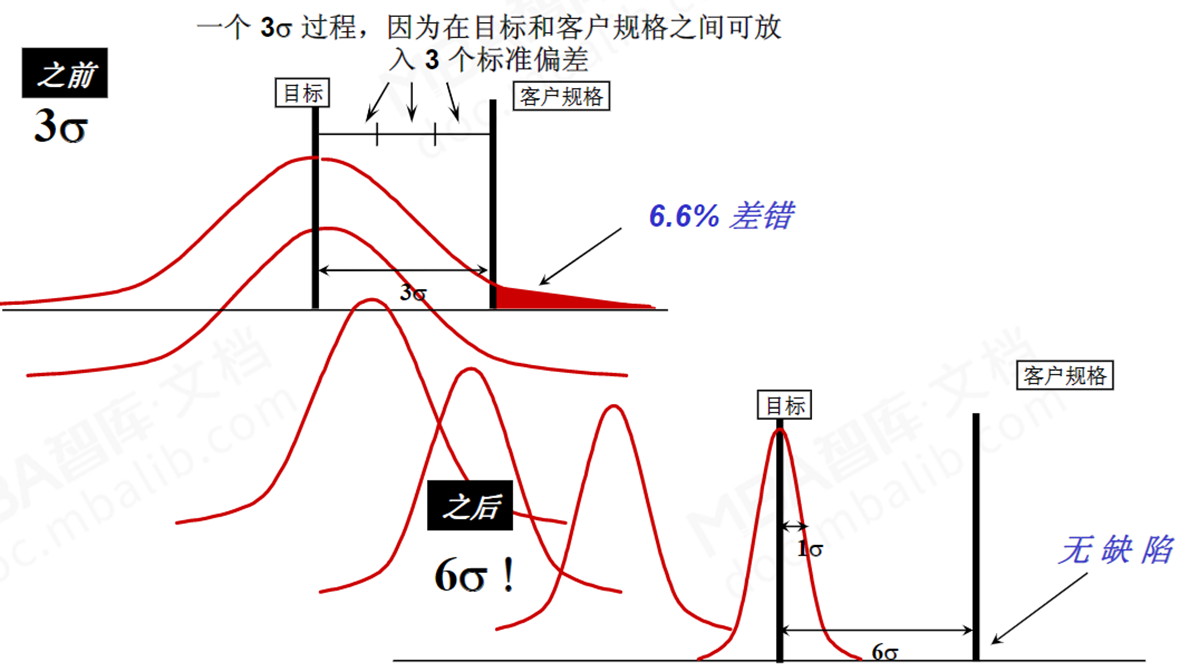 一个 3σ 过程，因为在目标和客户规格之间可放
入 3 个标准偏差
之前
3σ
目标
客户规格
6.6% 差错
3σ
客户规格
目标
之后
6σ !
1σ
无 缺 陷
6σ
MBA智库·文档
doc.mbalib.com
MBA智库·文档
doc.mbalib.com